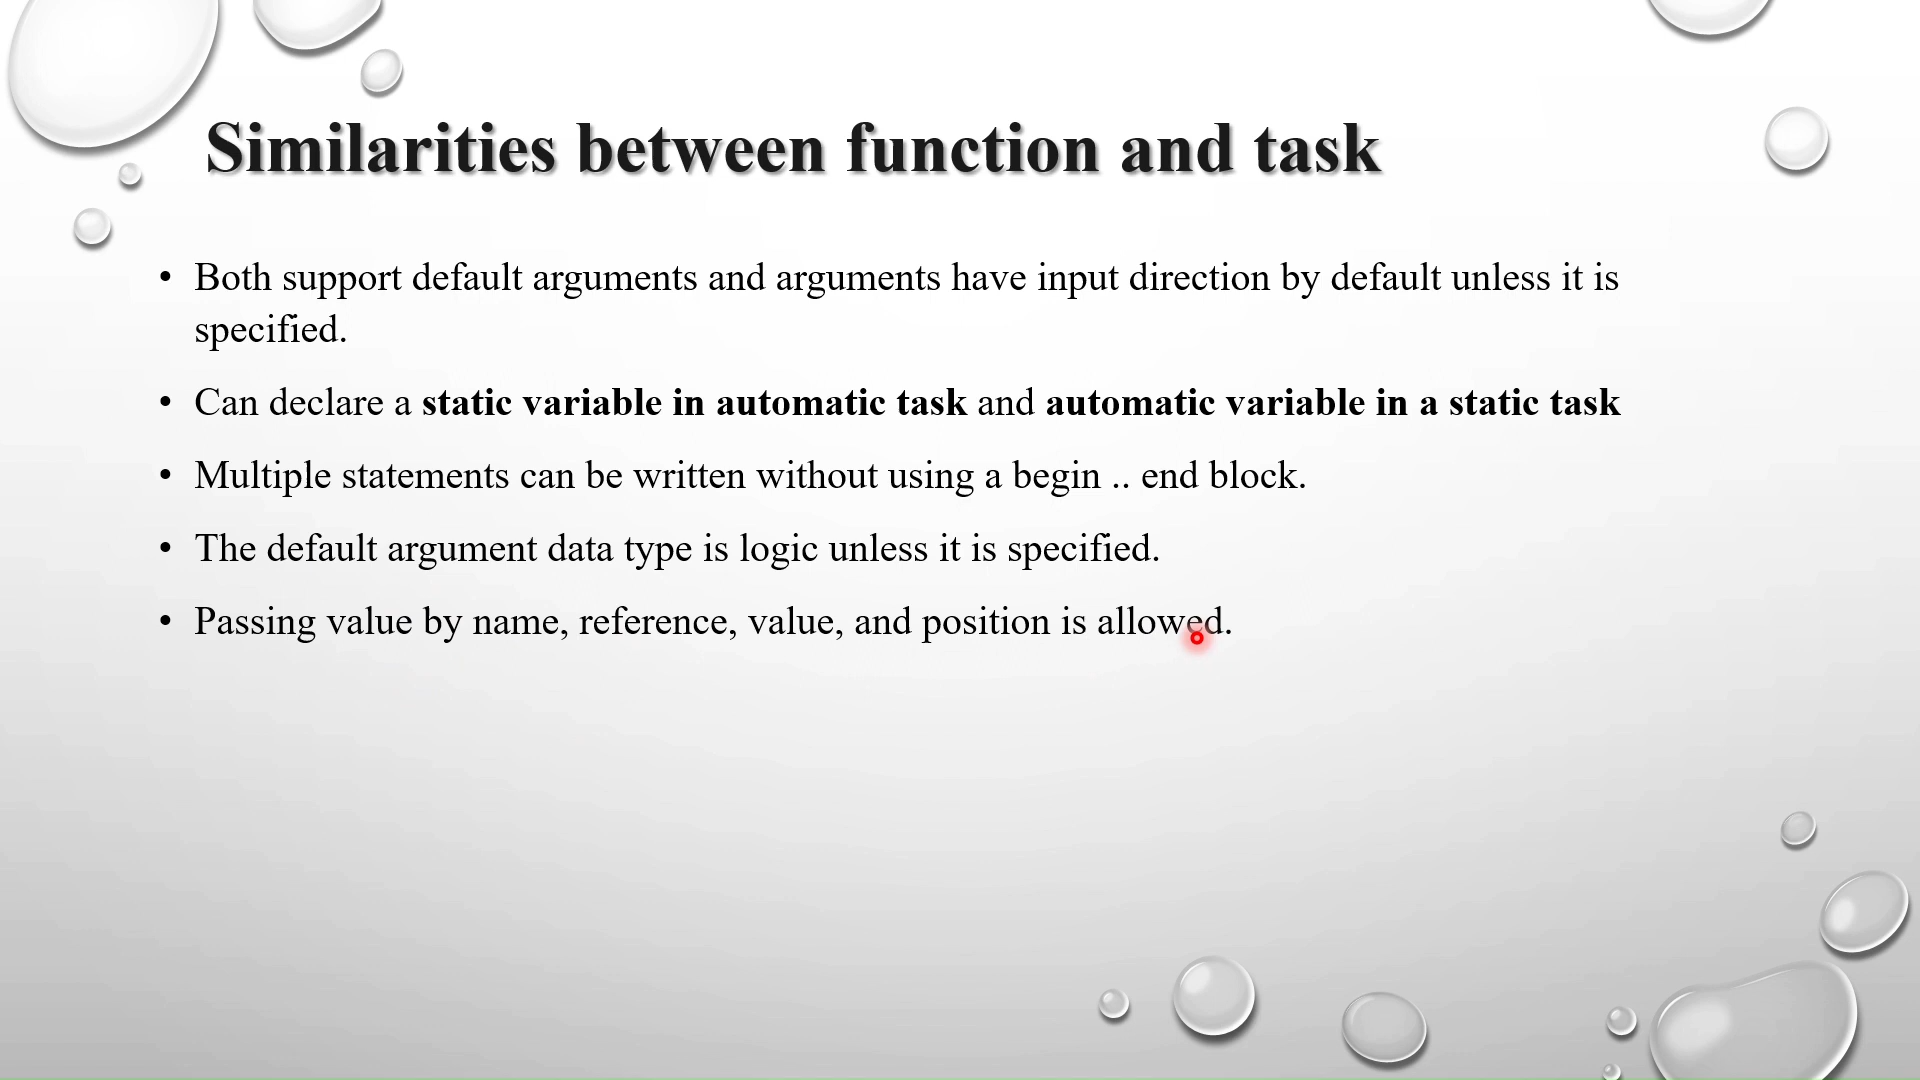 Similarities between function and task
• Both support default arguments and arguments have input direction by default unless it is
specified.
• Can declare a static variable in automatic task and automatic variable in a static task
• Multiple statements can be written without using a begin .. end block.
• The default argument data type is logic unless it is specified.
• Passing value by name, reference, value, and position is allowed.